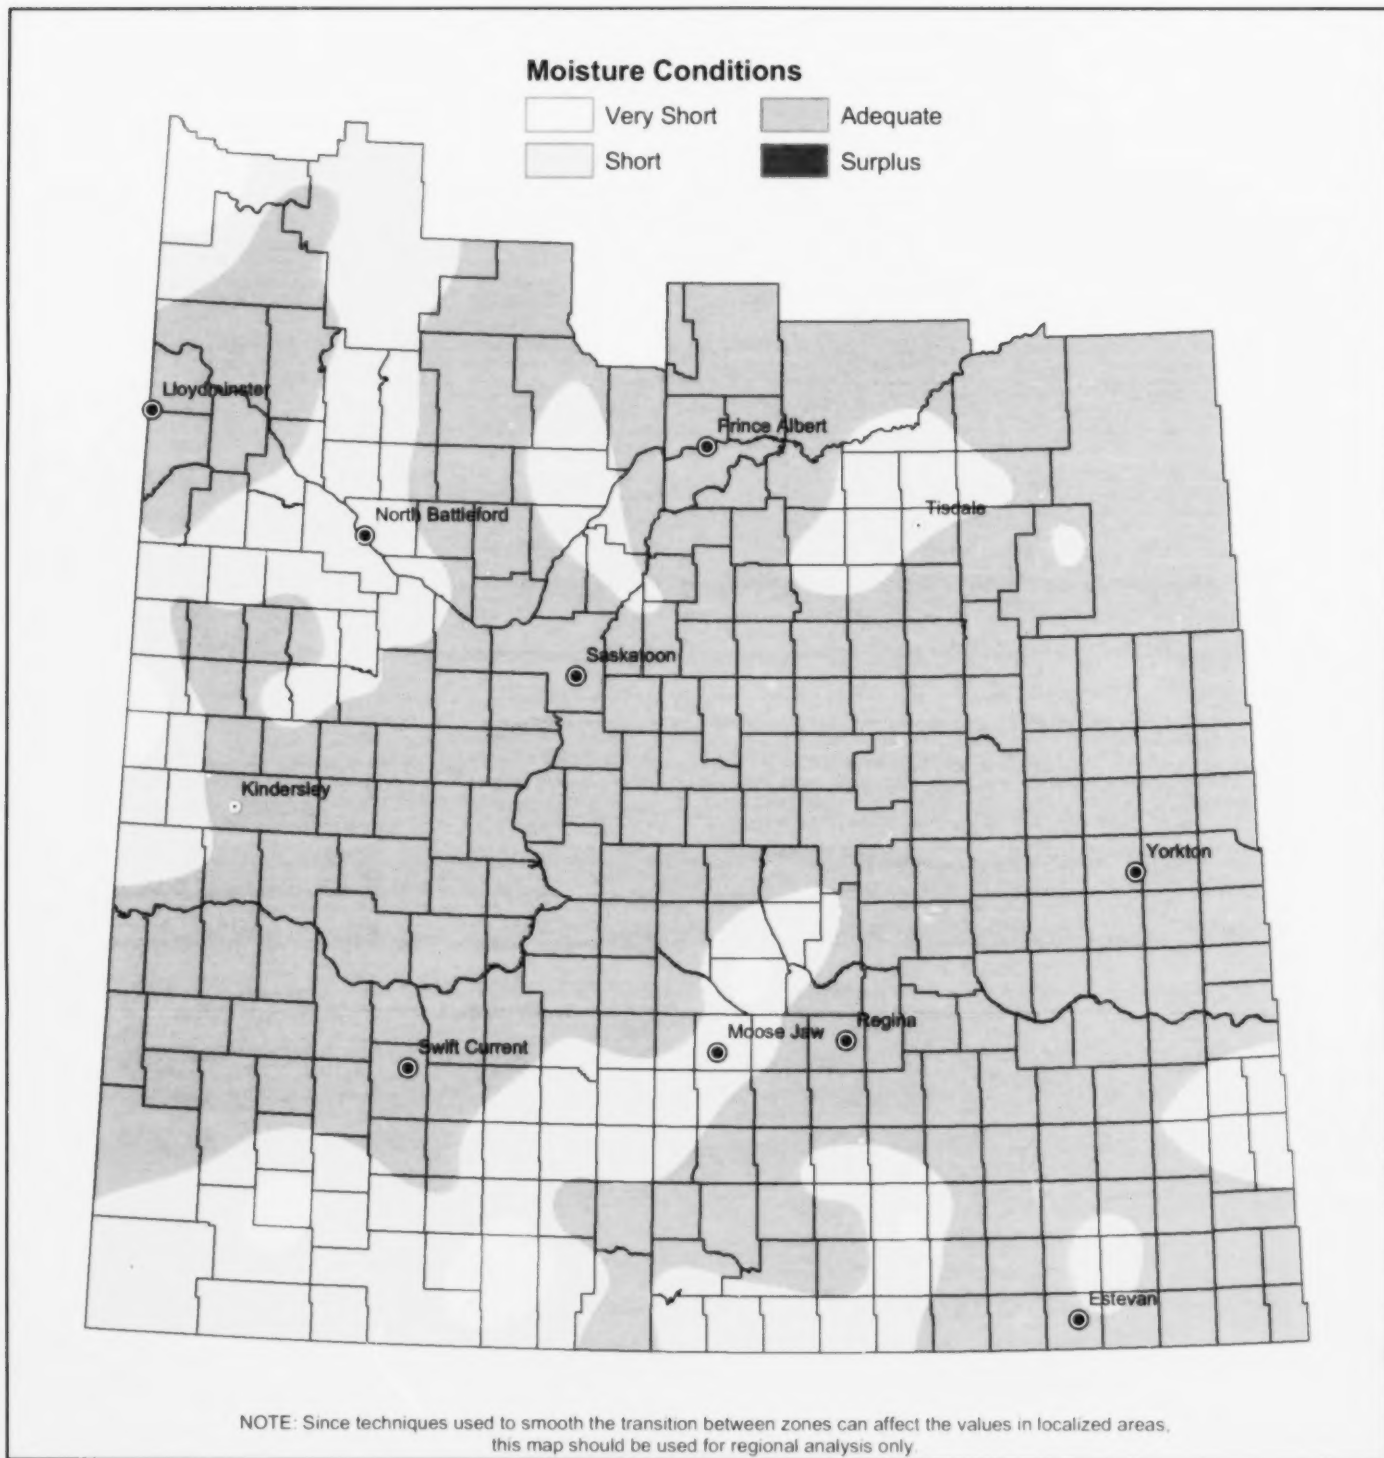 Moisture Conditions
Very Short
Adequate
Short
Surplus
Lloydminster
Prince Albert
Tisdale
North Battleford
Saskatoon
Kindersley
Yorkton
Regina
Moose Jaw
Swift Current
Estevan
NOTE: Since techniques used to smooth the transition between zones can affect the values in localized areas,
this map should be used for regional analysis only.